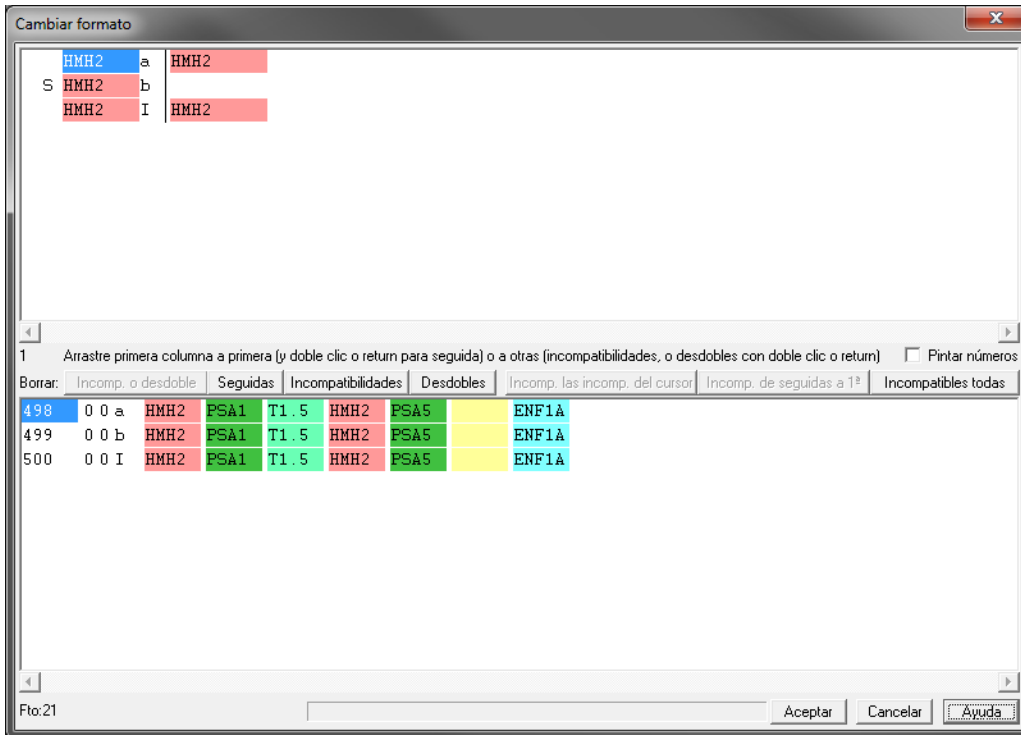 Cambiar formato
HMH2 a HMH2
S HMH2 b
HMH2 I HMH2
1 Arrastre primera columna a primera (y doble clic o return para seguida) o a otras (incompatibilidades, o desdobles con doble clic o return) Pintar números
Borrar: Incomp. o desdoble Seguidas Incompatibilidades Desdobles Incomp. las incomp. del cursor Incomp. de seguidas a 1ª Incompatibles todas
498 0 0 a HMH2 PSA1 T1.5 HMH2 PSA5 ENF1A
499 0 0 b HMH2 PSA1 T1.5 HMH2 PSA5 ENF1A
500 0 0 I HMH2 PSA1 T1.5 HMH2 PSA5 ENF1A
Fto:21 Aceptar Cancelar Ayuda